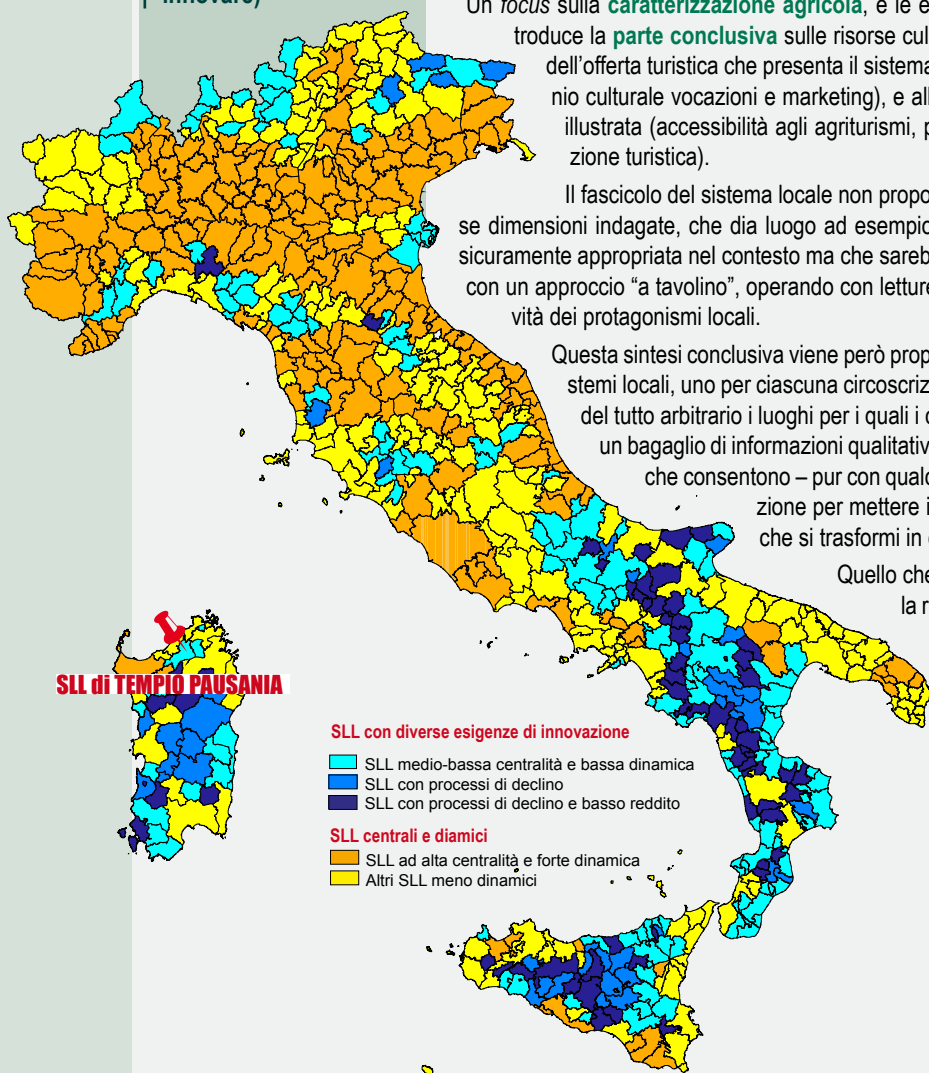 innovare)
Un focus sulla caratterizzazione agricola, e le e
troduce la parte conclusiva sulle risorse cul
dell'offerta turistica che presenta il sistema
nio culturale vocazioni e marketing), e all
illustrata (accessibilità agli agriturismi, p
zione turistica).
Il fascicolo del sistema locale non propo
se dimensioni indagate, che dia luogo ad esempio
sicuramente appropriata nel contesto ma che sareb
con un approccio “a tavolino”, operando con letture
vità dei protagonismi locali.
Questa sintesi conclusiva viene però prop
stemi locali, uno per ciascuna circoscriz
del tutto arbitrario i luoghi per i quali i
un bagaglio di informazioni qualitativ
che consentono – pur con qualc
zione per mettere i
che si trasformi in
Quello che
la r
SLL di TEMPIO PAUSANIA
SLL con diverse esigenze di innovazione
SLL medio-bassa centralità e bassa dinamica
SLL con processi di declino
SLL con processi di declino e basso reddito
SLL centrali e diamici
SLL ad alta centralità e forte dinamica
Altri SLL meno dinamici